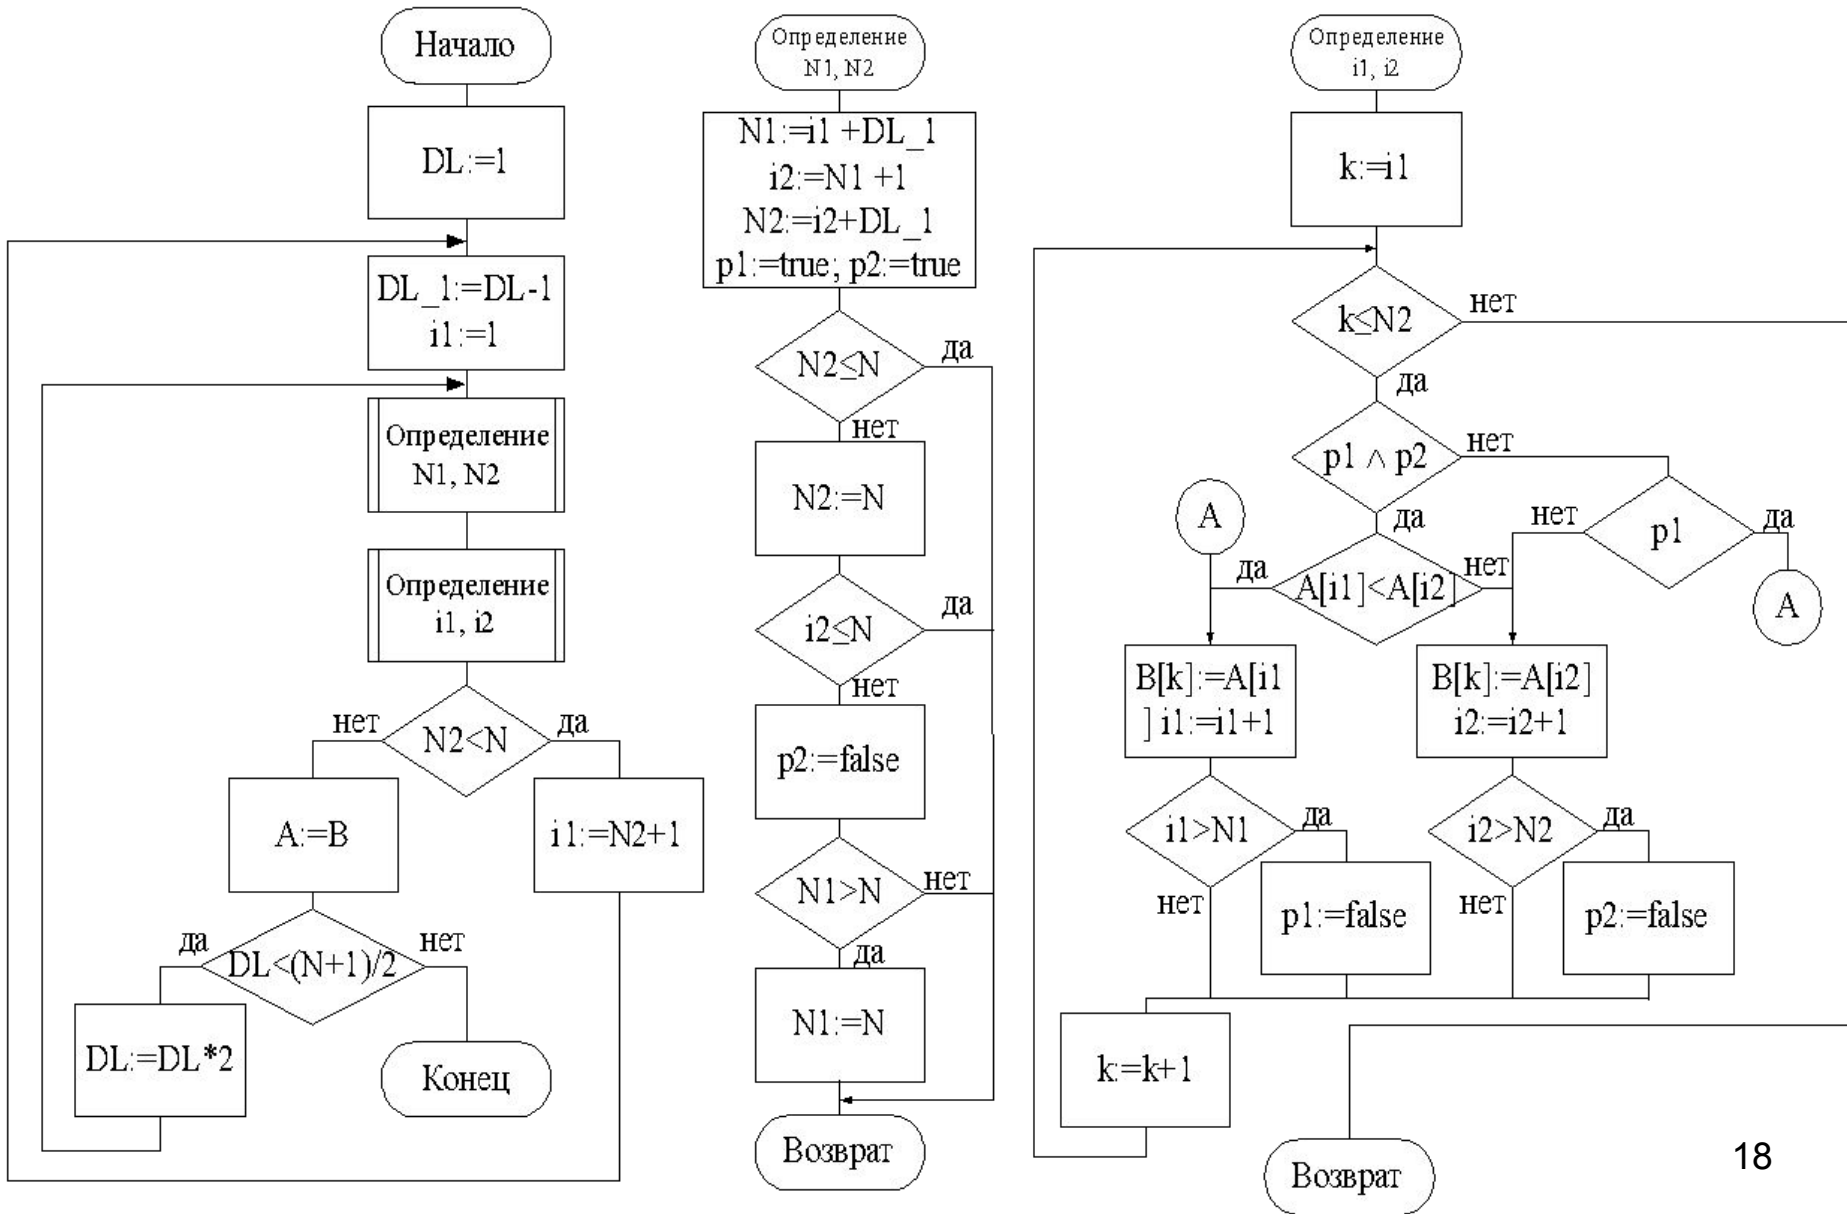 Начало
DL:=1
DL_1:=DL-1
i1:=1
Определение
N1, N2
Определение
i1, i2
N2<N
нет
да
A:=B
i1:=N2+1
DL<(N+1)/2
да
нет
DL:=DL*2
Конец
Определение
N1, N2
N1:=i1 +DL_1
i2:=N1 +1
N2:=i2+DL_1
p1:=true; p2:=true
N2≤N
да
нет
N2:=N
i2≤N
да
нет
p2:=false
N1>N
нет
да
N1:=N
Возврат
Определение
i1, i2
k:=i1
k≤N2
нет
да
p1 ∧ p2
нет
да
A
p1
нет
да
A
A[i1]<A[i2]
да
нет
B[k]:=A[i1
] i1:=i1+1
B[k]:=A[i2]
i2:=i2+1
i1>N1
да
нет
p1:=false
i2>N2
да
нет
p2:=false
k:=k+1
Возврат
18